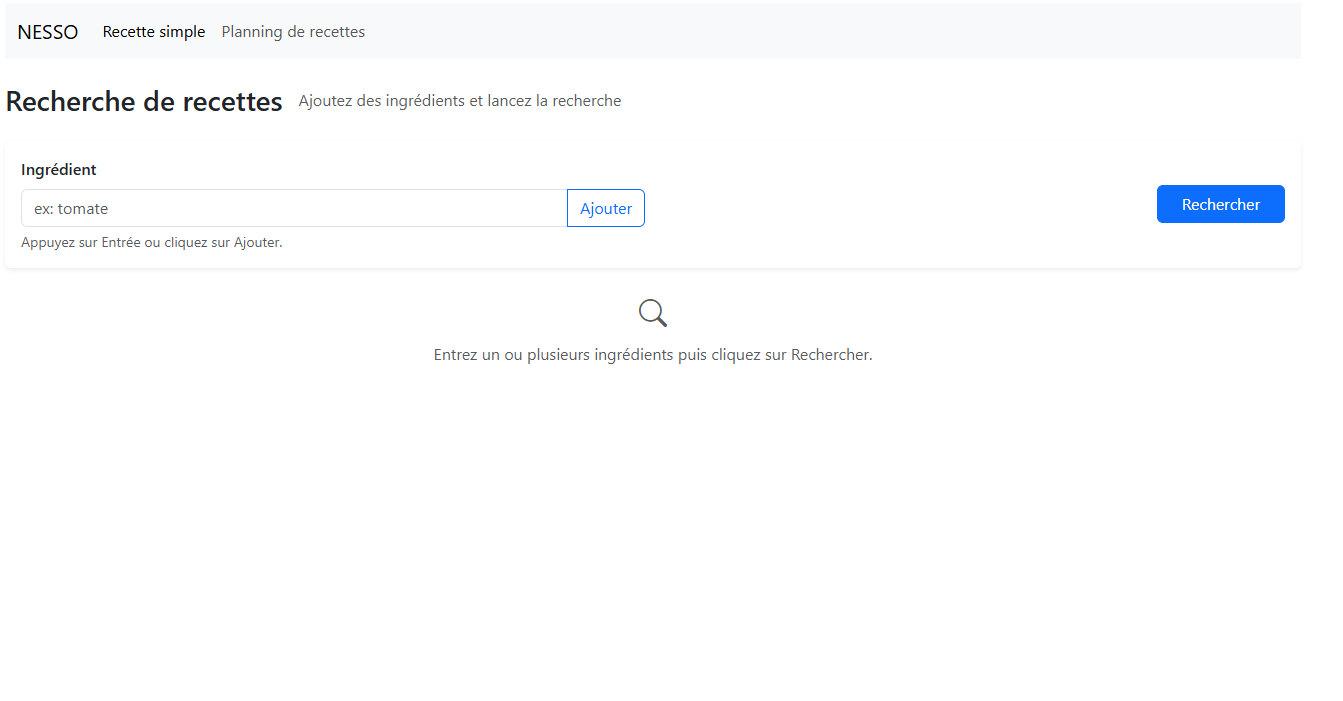 NESSO Recette simple Planning de recettes
Recherche de recettes Ajoutez des ingrédients et lancez la recherche
Ingrédient
ex: tomate Ajouter Rechercher
Appuyez sur Entrée ou cliquez sur Ajouter.
Entrez un ou plusieurs ingrédients puis cliquez sur Rechercher.